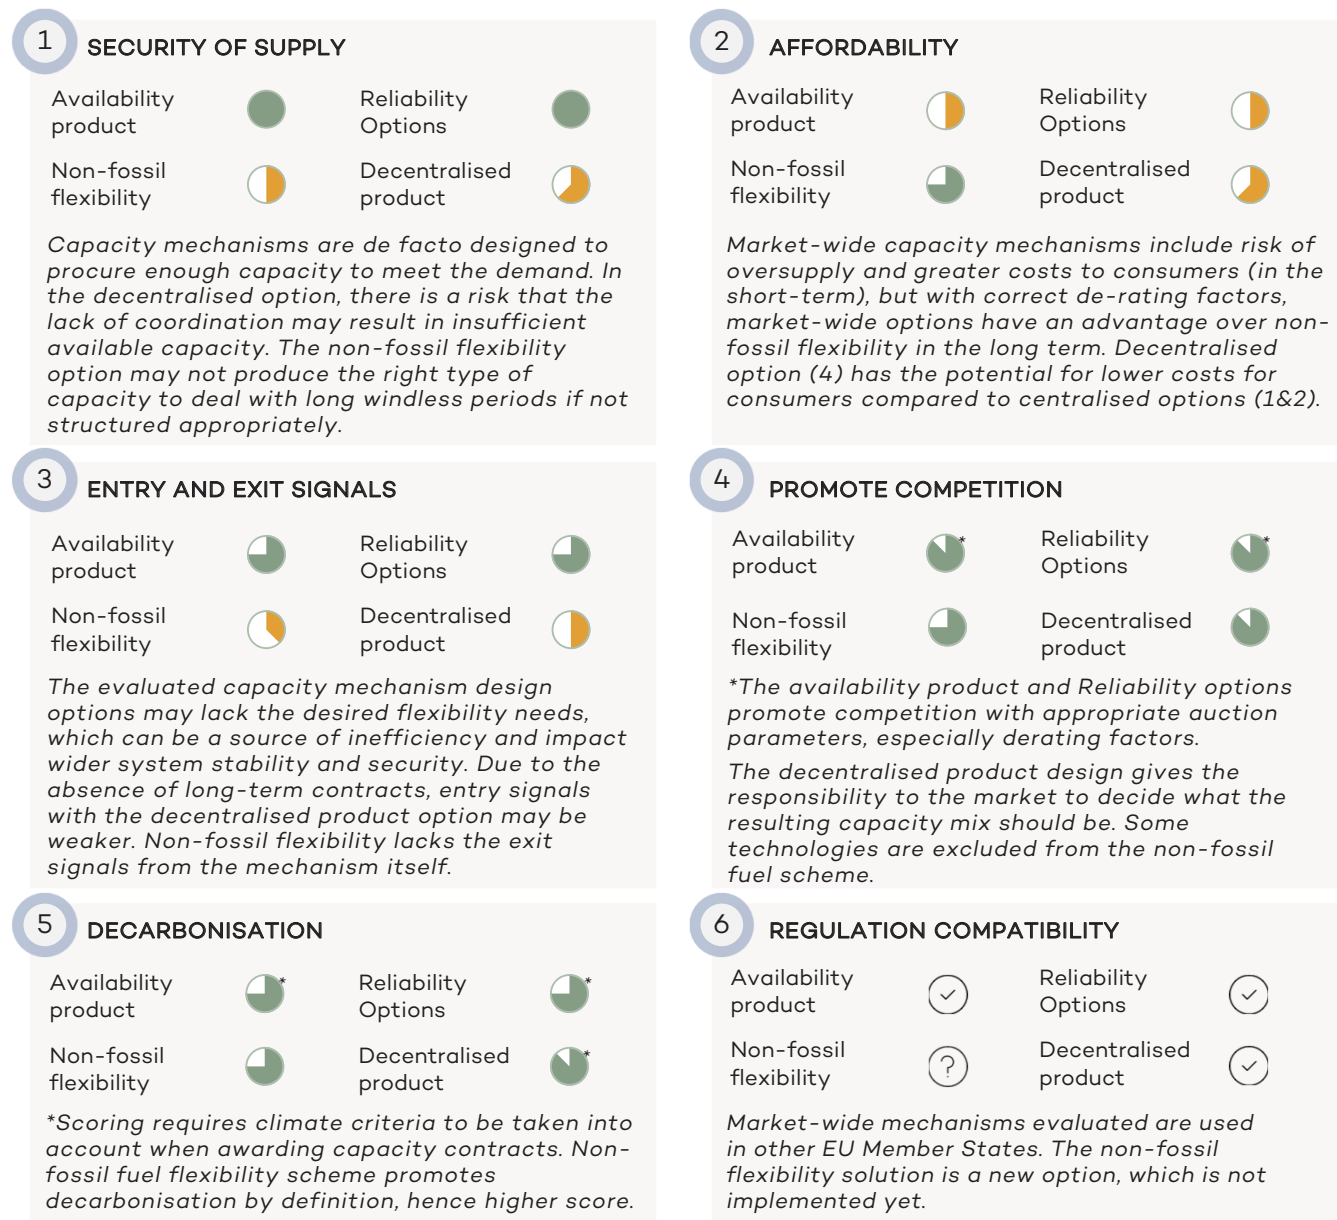 1
SECURITY OF SUPPLY
Availability
product
Reliability
Options
Non-fossil
flexibility
Decentralised
product
Capacity mechanisms are de facto designed to
procure enough capacity to meet the demand. In
the decentralised option, there is a risk that the
lack of coordination may result in insufficient
available capacity. The non-fossil flexibility
option may not produce the right type of
capacity to deal with long windless periods if not
structured appropriately.
2
AFFORDABILITY
Availability
product
Reliability
Options
Non-fossil
flexibility
Decentralised
product
Market-wide capacity mechanisms include risk of
oversupply and greater costs to consumers (in the
short-term), but with correct de-rating factors,
market-wide options have an advantage over non-
fossil flexibility in the long term. Decentralised
option (4) has the potential for lower costs for
consumers compared to centralised options (1&2).
3
ENTRY AND EXIT SIGNALS
Availability
product
Reliability
Options
Non-fossil
flexibility
Decentralised
product
The evaluated capacity mechanism design
options may lack the desired flexibility needs,
which can be a source of inefficiency and impact
wider system stability and security. Due to the
absence of long-term contracts, entry signals
with the decentralised product option may be
weaker. Non-fossil flexibility lacks the exit
signals from the mechanism itself.
4
PROMOTE COMPETITION
Availability
product
*
Reliability
Options
*
Non-fossil
flexibility
Decentralised
product
*The availability product and Reliability options
promote competition with appropriate auction
parameters, especially derating factors.
The decentralised product design gives the
responsibility to the market to decide what the
resulting capacity mix should be. Some
technologies are excluded from the non-fossil
fuel scheme.
5
DECARBONISATION
Availability
product
*
Reliability
Options
*
Non-fossil
flexibility
Decentralised
product
*
*Scoring requires climate criteria to be taken into
account when awarding capacity contracts. Non-
fossil fuel flexibility scheme promotes
decarbonisation by definition, hence higher score.
6
REGULATION COMPATIBILITY
Availability
product
Reliability
Options
Non-fossil
flexibility
?
Decentralised
product
Market-wide mechanisms evaluated are used
in other EU Member States. The non-fossil
flexibility solution is a new option, which is not
implemented yet.